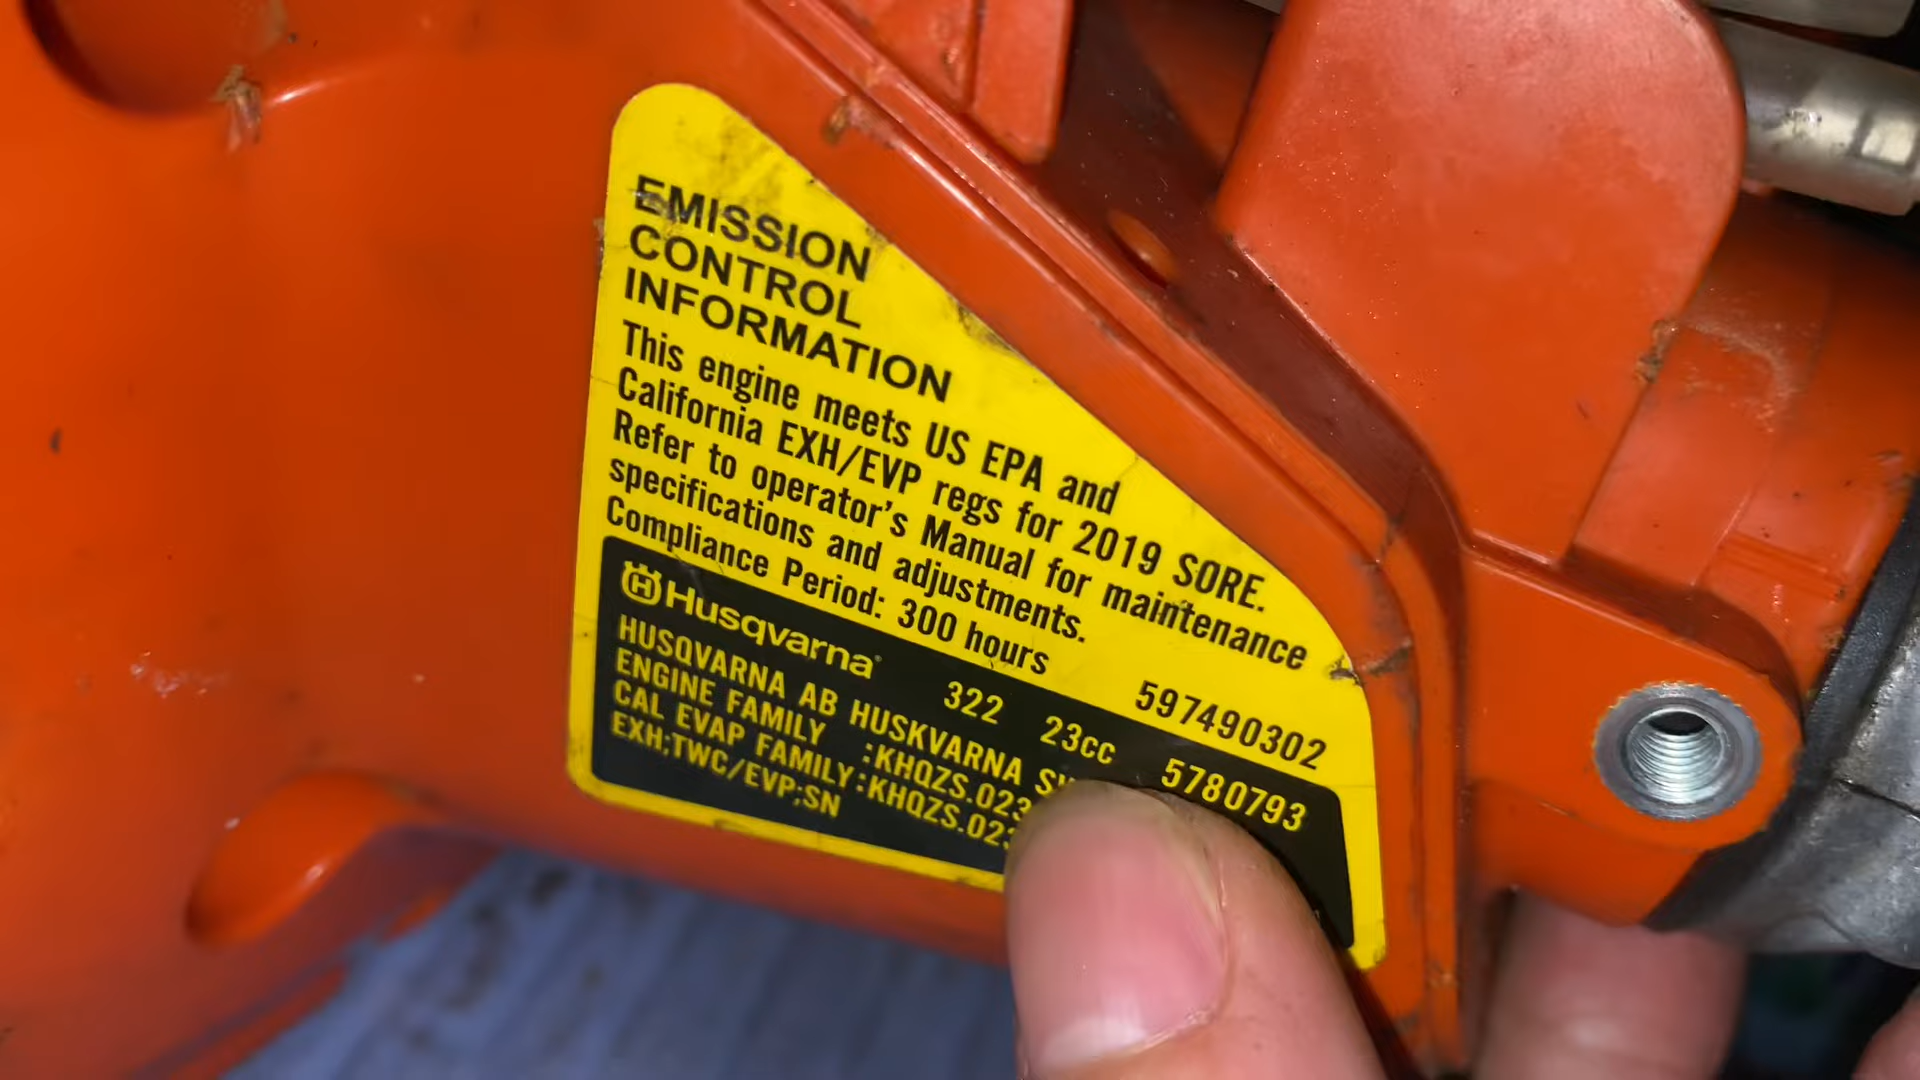 EMISSION
CONTROL
INFORMATION
This engine meets US EPA and
California EXH/EVP regs for 2019 SORE.
Refer to operator's Manual for maintenance
specifications and adjustments.
Compliance Period: 300 hours 597490302
Husqvarna 322 23cc 5780793
HUSQVARNA AB HUSKVARNA
ENGINE FAMILY :KHQZS.023
CAL EVAP FAMILY:KHQZS.023
EXH;TWC/EVP;SN